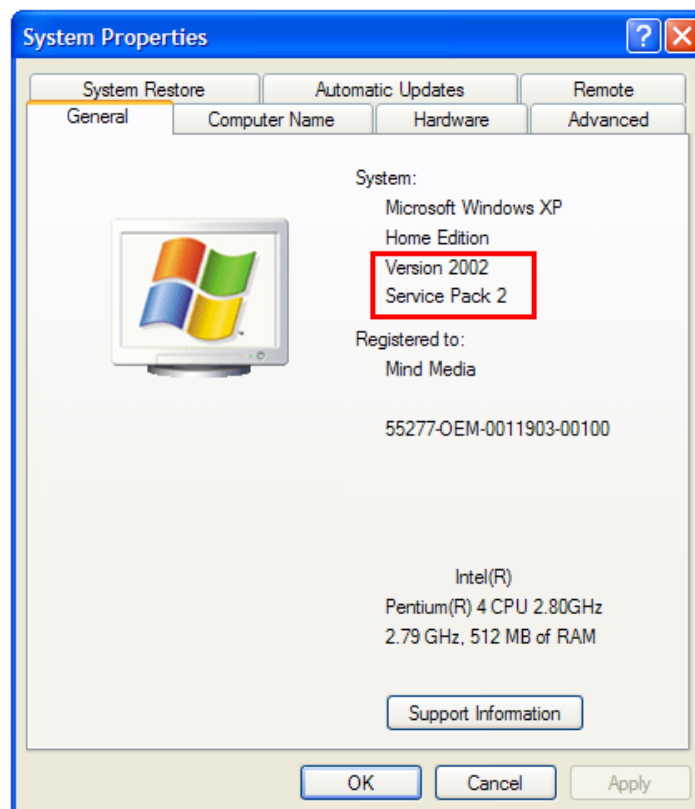 System Properties
System Restore Automatic Updates Remote
General Computer Name Hardware Advanced
System:
Microsoft Windows XP
Home Edition
Version 2002
Service Pack 2
Registered to:
Mind Media
55277-OEM-0011903-00100
Intel(R)
Pentium(R) 4 CPU 2.80GHz
2.79 GHz, 512 MB of RAM
Support Information
OK Cancel Apply